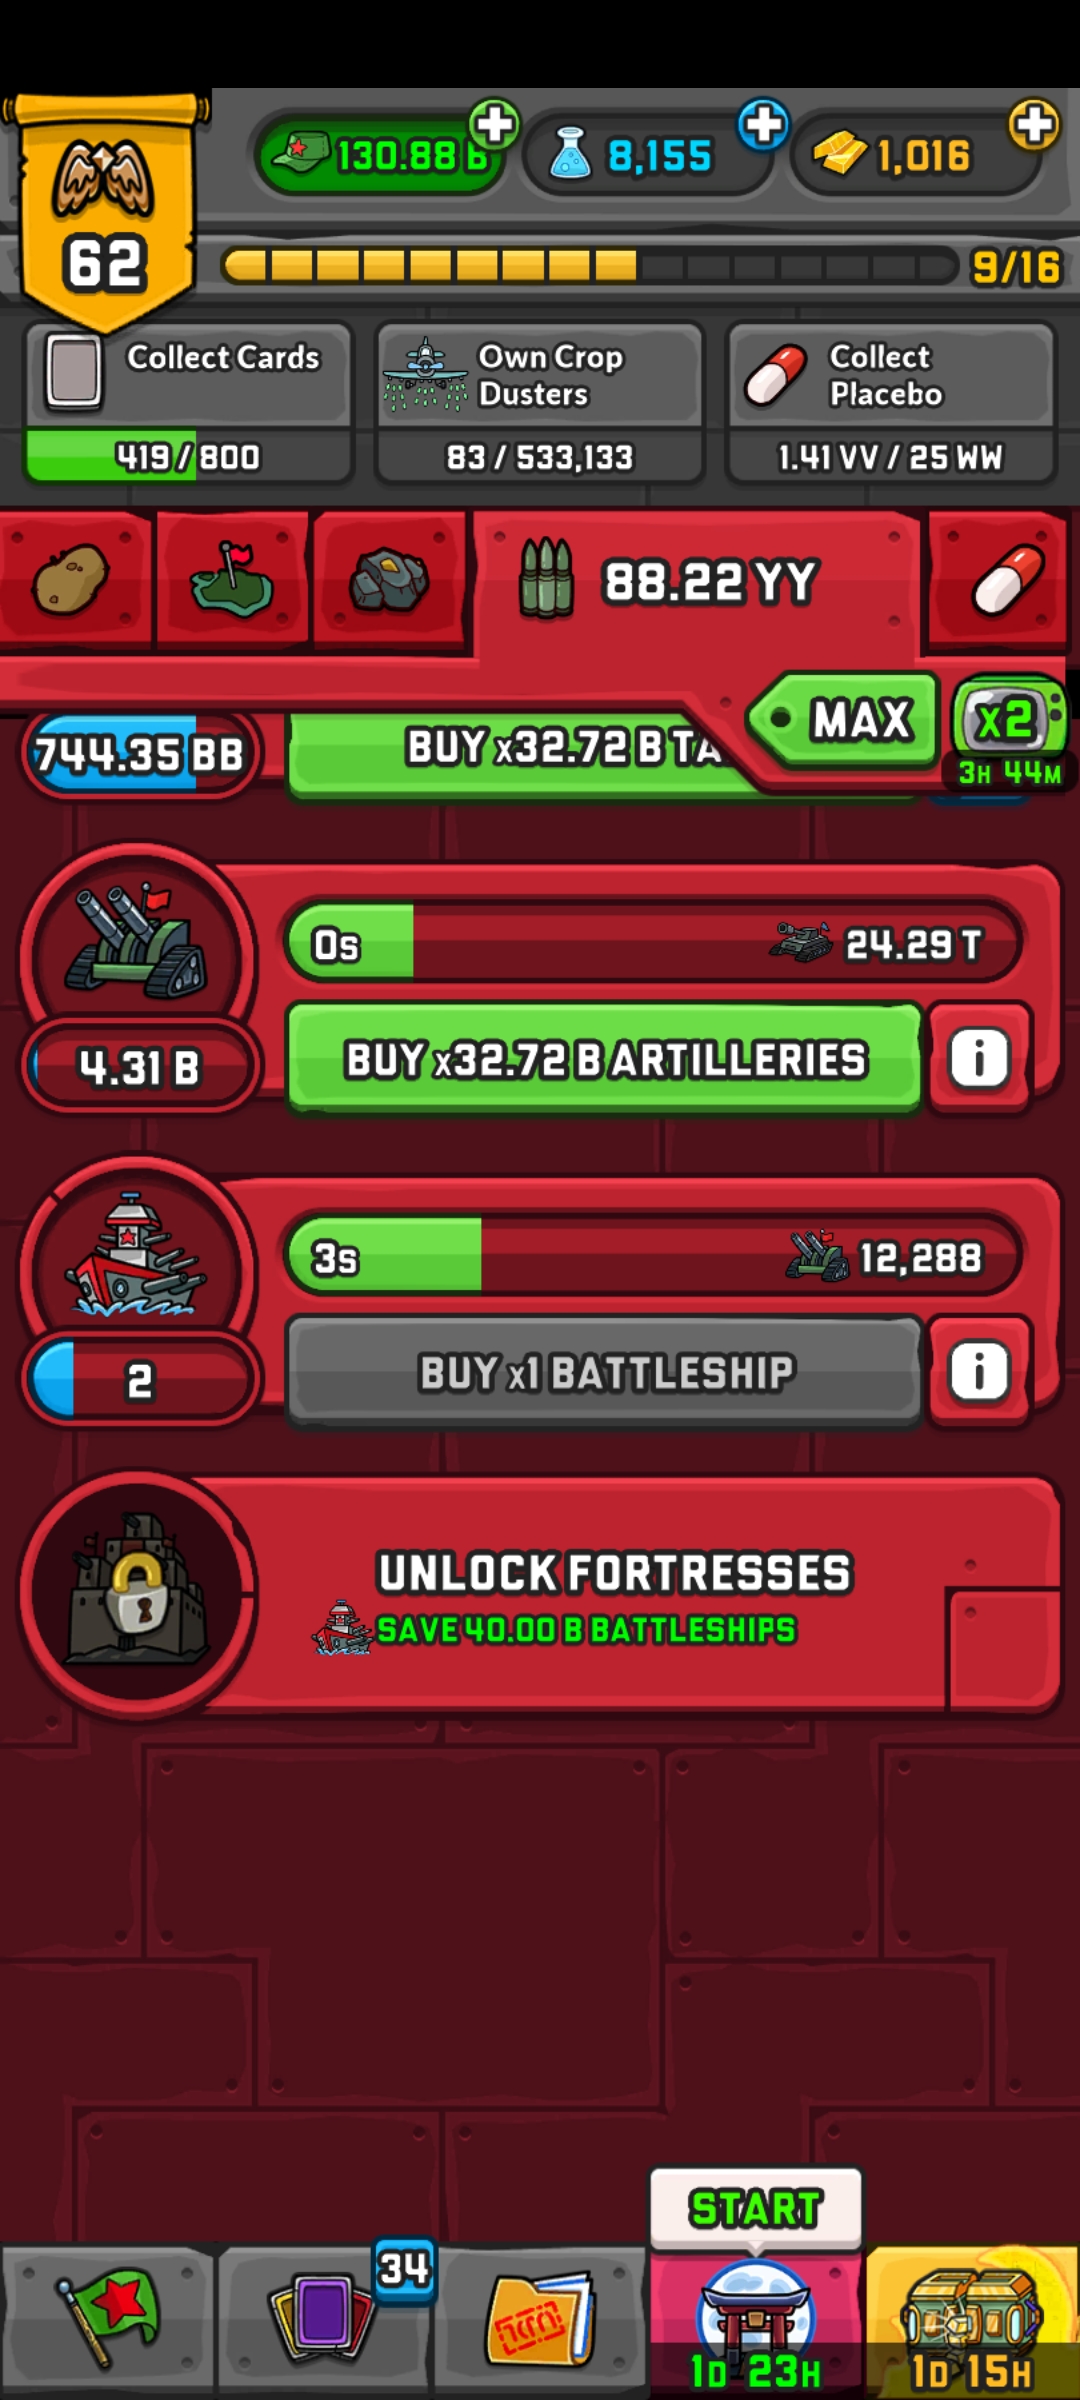 130.88 B
8,155
1,016
62
9/16
Collect Cards
419 / 800
Own Crop
Dusters
83 / 533,133
Collect
Placebo
1.41 VV / 25 WW
88.22 YY
MAX
x2
3H 44M
744.35 BB
BUY x32.72 B TA
0s
24.29 T
4.31 B
BUY x32.72 B ARTILLERIES
i
3s
12,288
2
BUY x1 BATTLESHIP
i
UNLOCK FORTRESSES
SAVE 40.00 B BATTLESHIPS
START
34
1D 23H
1D 15H